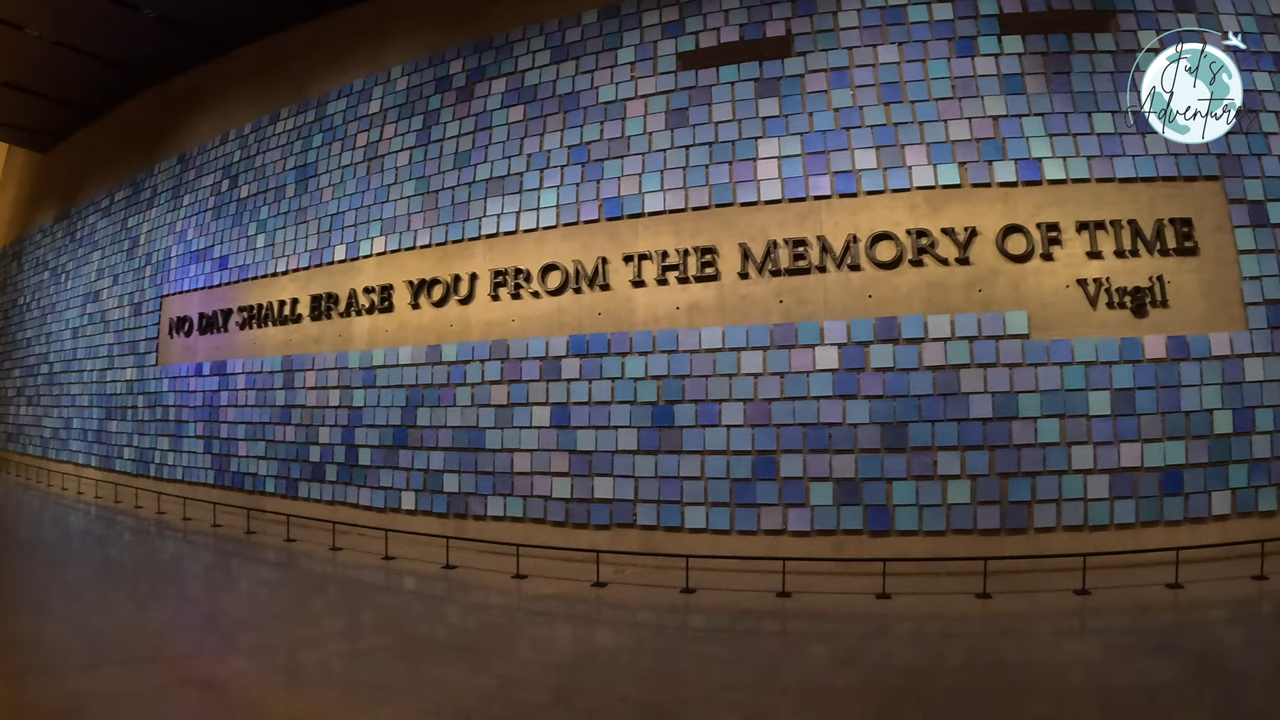 Jul's
Adventures
NO DAY SHALL ERASE YOU FROM THE MEMORY OF TIME
Virgil